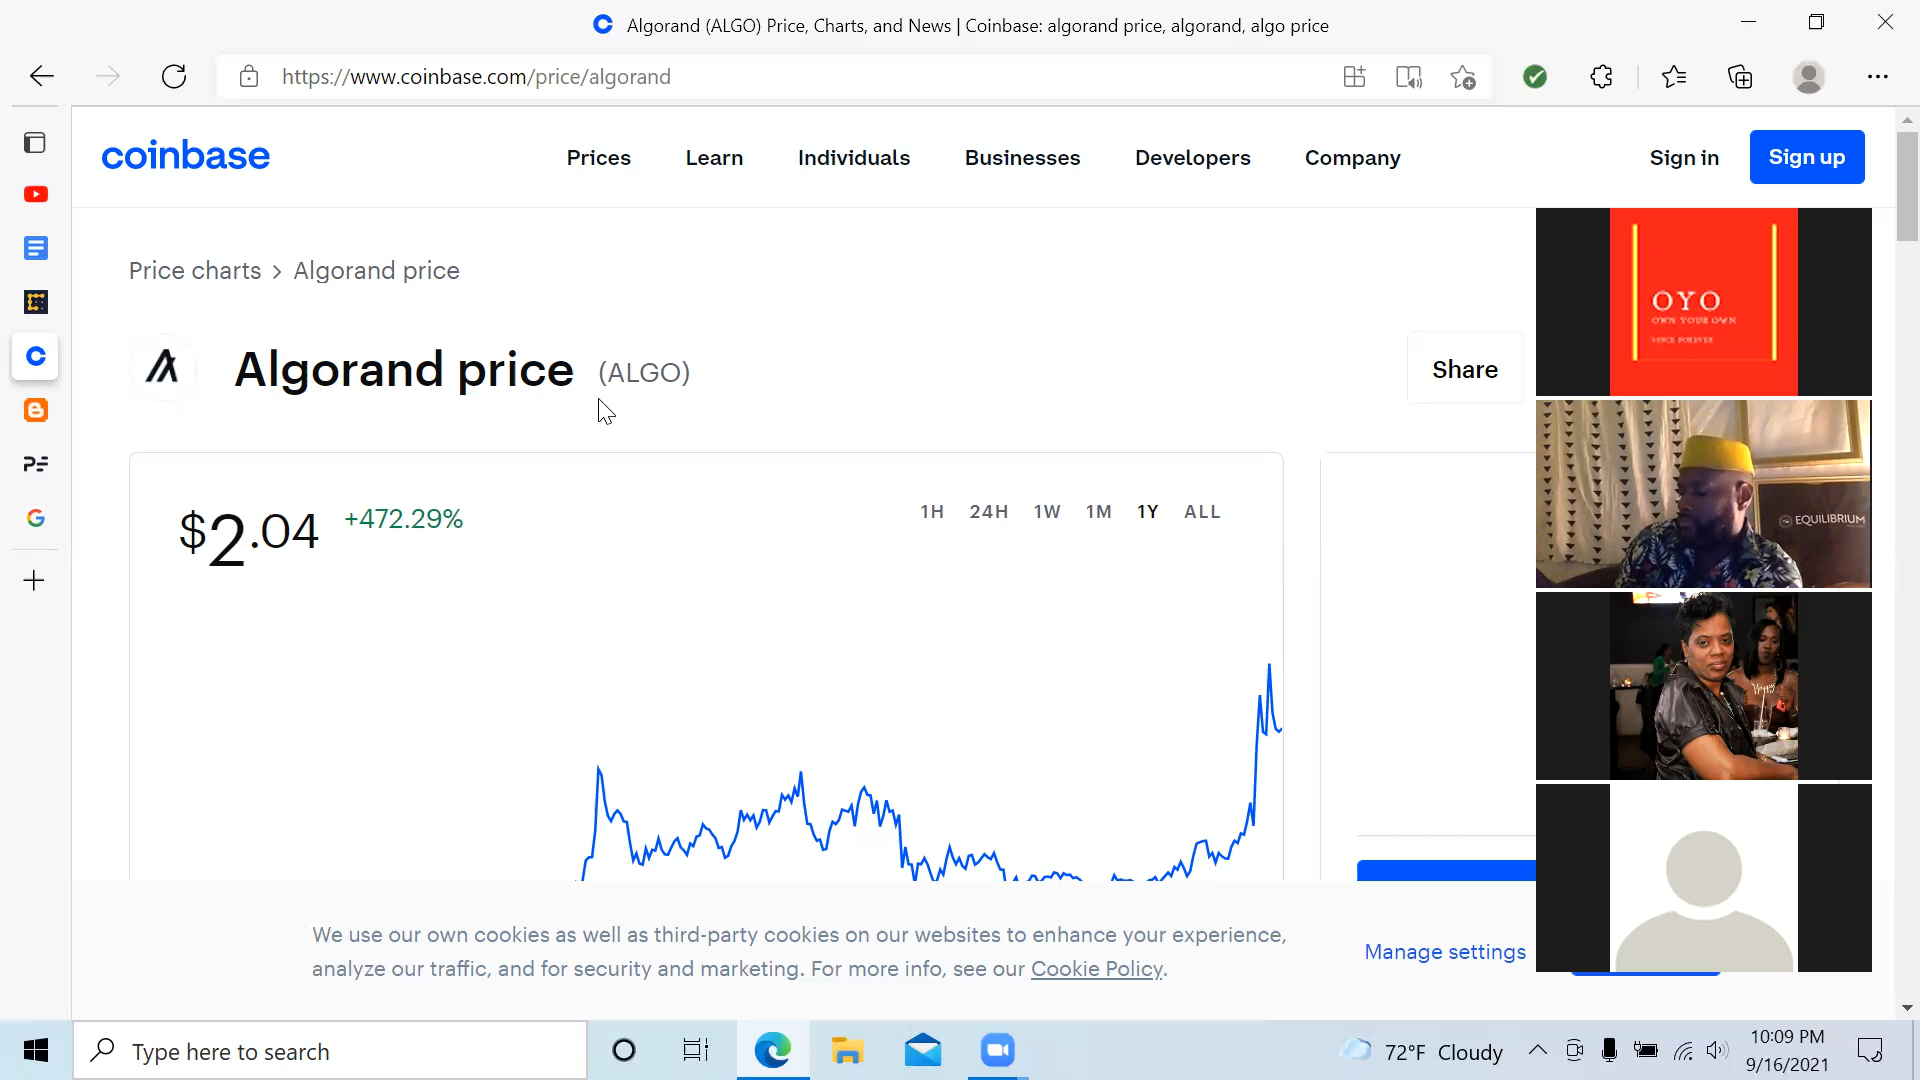 Algorand (ALGO) Price, Charts, and News | Coinbase: algorand price, algorand, algo price
https://www.coinbase.com/price/algorand
coinbase
Prices
Learn
Individuals
Businesses
Developers
Company
Sign in
Sign up
Price charts > Algorand price
Algorand price (ALGO)
Share
$2.04 +472.29%
1H 24H 1W 1M 1Y ALL
OYO
OWN YOUR OWN
SINCE FOREVER
EQUILIBRIUM
We use our own cookies as well as third-party cookies on our websites to enhance your experience,
analyze our traffic, and for security and marketing. For more info, see our Cookie Policy.
Manage settings
Type here to search
72°F Cloudy
10:09 PM
9/16/2021